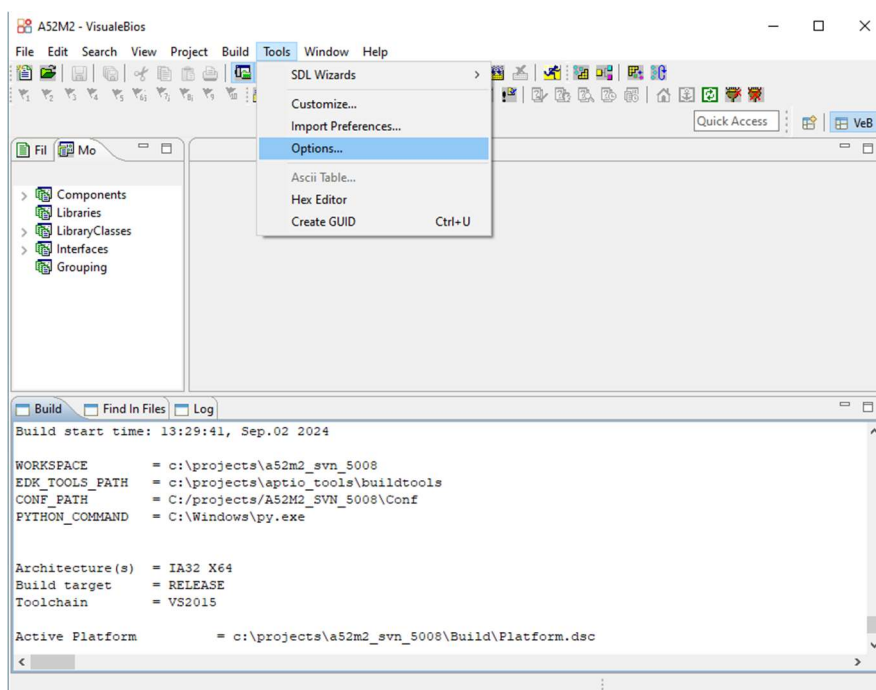 A52M2 - VisualeBios
File Edit Search View Project Build Tools Window Help
SDL Wizards
Customize...
Import Preferences...
Quick Access
VeB
Options...
Fil Mo
Ascii Table...
Components
Hex Editor
Libraries
Create GUID Ctrl+U
LibraryClasses
Interfaces
Grouping
Build Find In Files Log
Build start time: 13:29:41, Sep.02 2024
WORKSPACE = c:\projects\a52m2_svn_5008
EDK_TOOLS_PATH = c:\projects\aptio_tools\buildtools
CONF_PATH = C:/projects/A52M2_SVN_5008\Conf
PYTHON_COMMAND = C:\Windows\py.exe
Architecture(s) = IA32 X64
Build target = RELEASE
Toolchain = VS2015
Active Platform = c:\projects\a52m2_svn_5008\Build\Platform.dsc